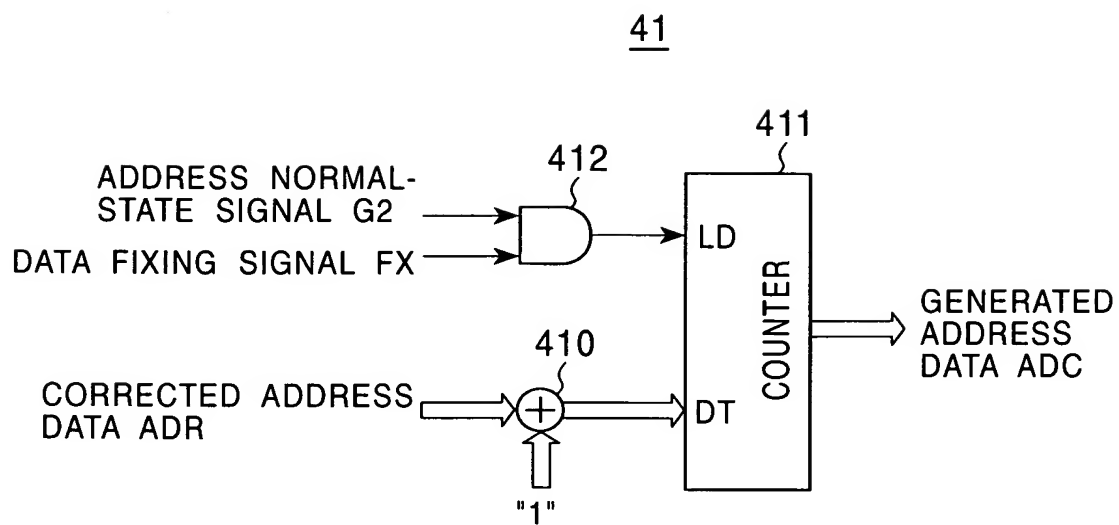 41
411
412
ADDRESS NORMAL-
STATE SIGNAL G2
DATA FIXING SIGNAL FX
LD
COUNTER
GENERATED
ADDRESS
DATA ADC
410
CORRECTED ADDRESS
DATA ADR
+
DT
"1"